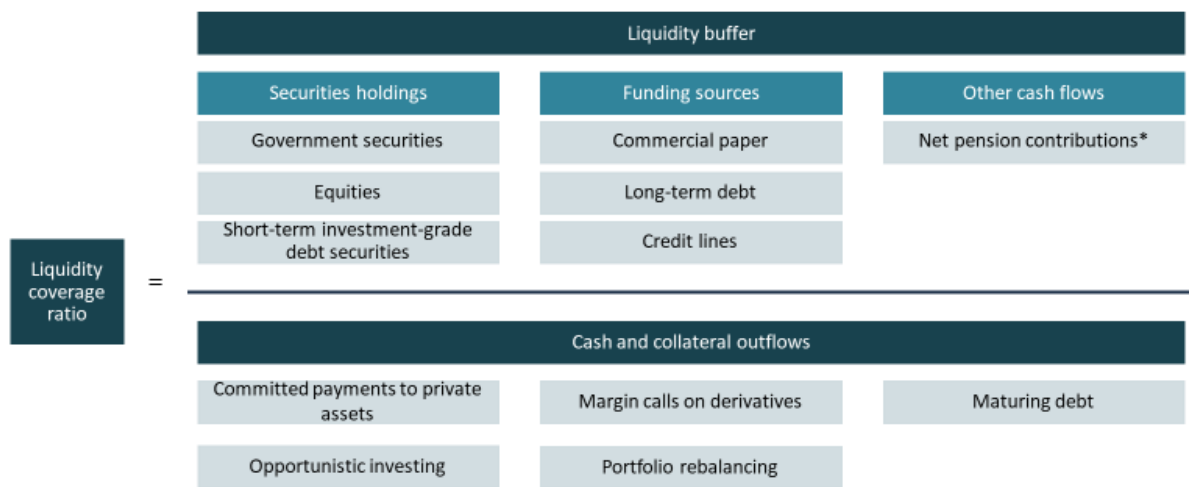 Liquidity buffer
Securities holdings
Funding sources
Other cash flows
Government securities
Commercial paper
Net pension contributions*
Equities
Long-term debt
Short-term investment-grade
debt securities
Credit lines
Liquidity
coverage
ratio
=
Cash and collateral outflows
Committed payments to private
assets
Margin calls on derivatives
Maturing debt
Opportunistic investing
Portfolio rebalancing